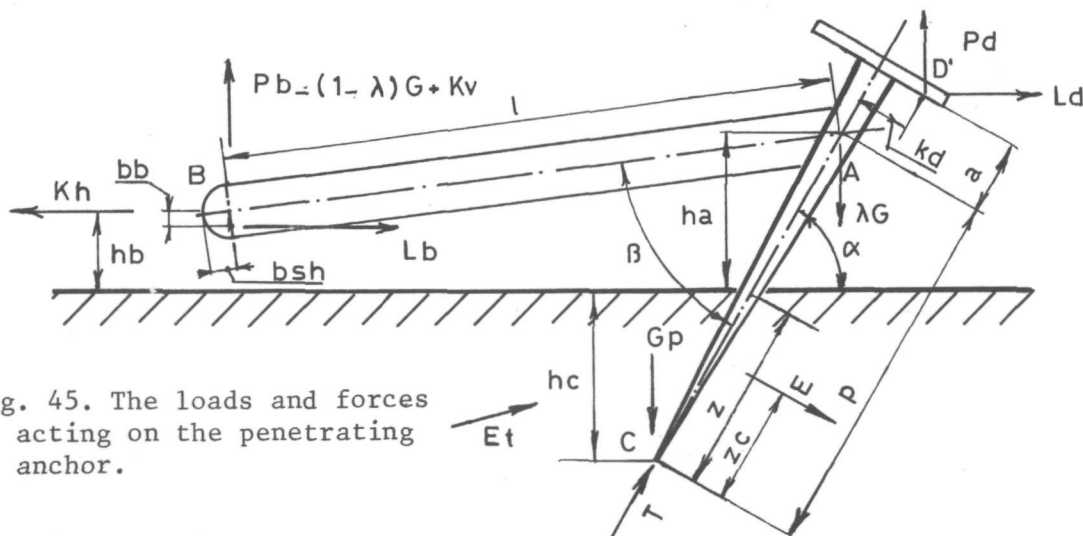 Pd
D'
Ld
Pb=(1-λ)G+Kv
l
kd
a
bb
B
Kh
A
ha
λG
hb
Lb
β
α
bsh
Gp
hc
E
p
z
zc
g. 45. The loads and forces
acting on the penetrating
anchor.
Et
C
T